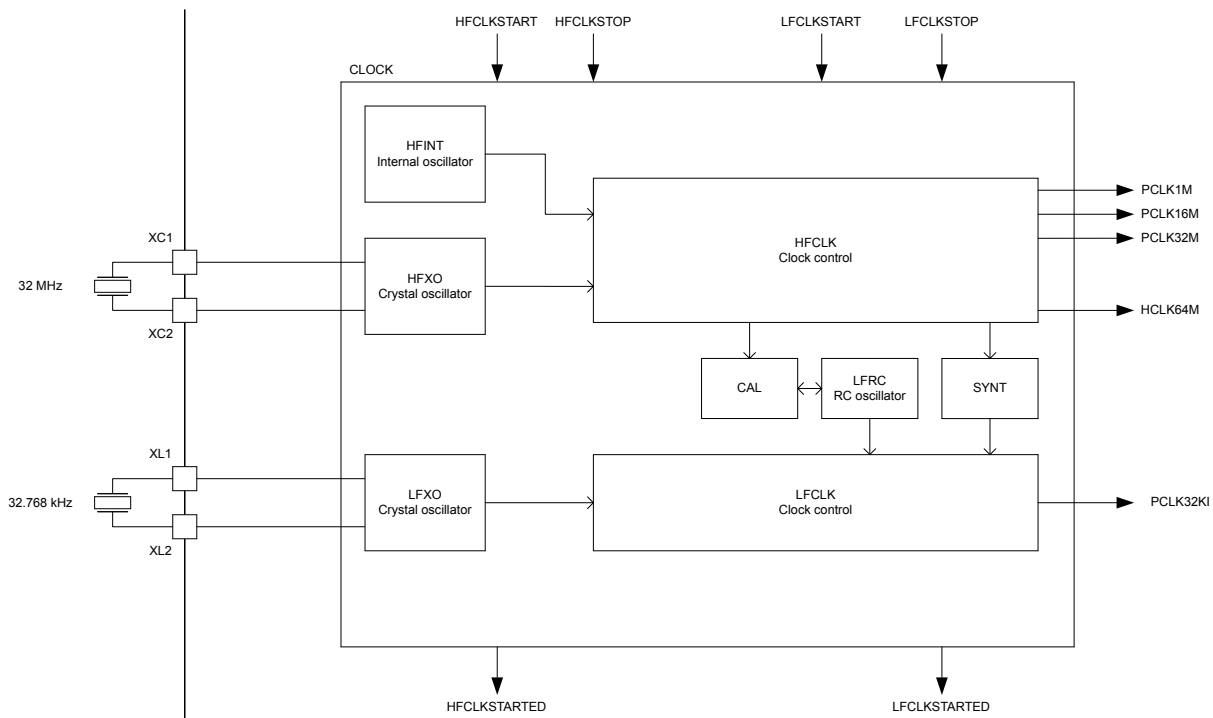 HFCLKSTART
HFCLKSTOP
LFCLKSTART
LFCLKSTOP
CLOCK
HFINT
Internal oscillator
PCLK1M
PCLK16M
PCLK32M
HFCLK
Clock control
XC1
32 MHz
HFXO
Crystal oscillator
XC2
HCLK64M
CAL
LFRC
RC oscillator
SYNT
XL1
32.768 kHz
LFXO
Crystal oscillator
LFCLK
Clock control
PCLK32KI
XL2
HFCLKSTARTED
LFCLKSTARTED